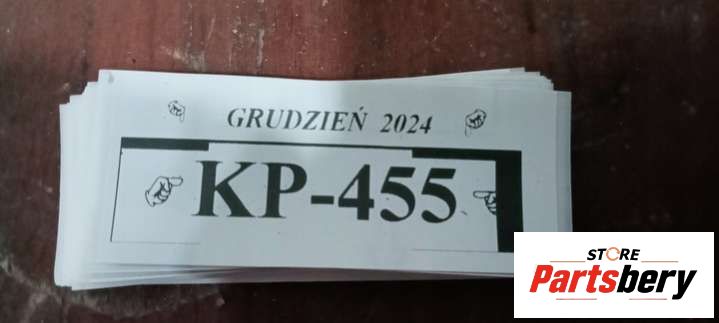 GRUDZIEŃ 2024
KP-455
STORE
Partsbery